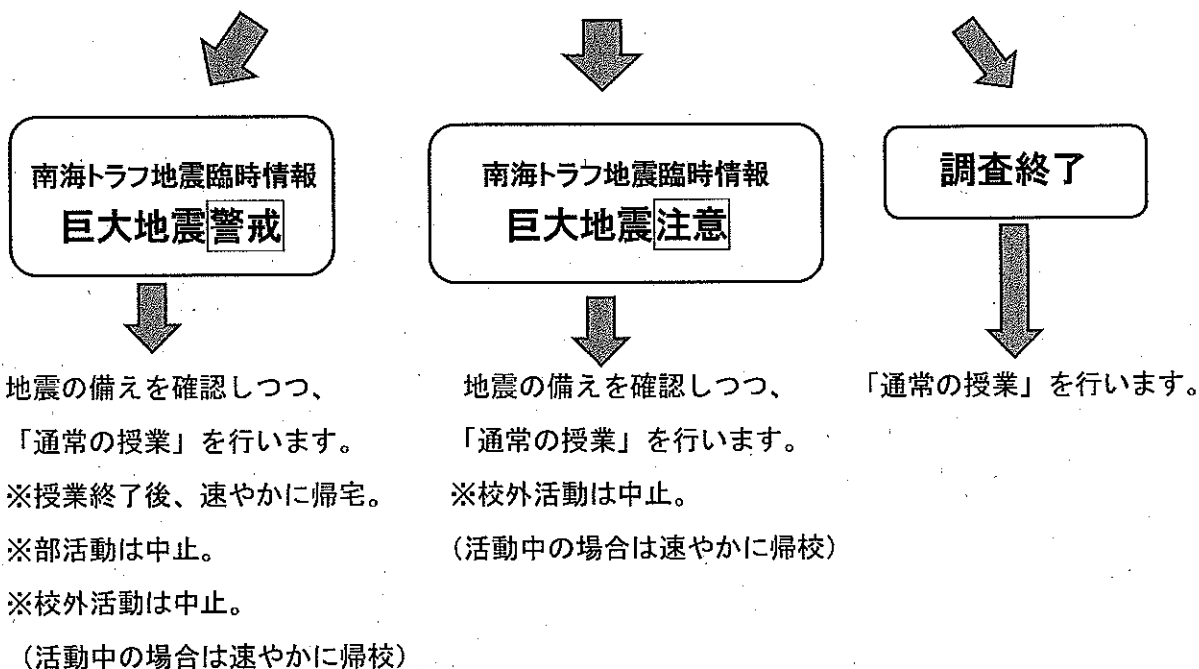 南海トラフ地震臨時情報
巨大地震警戒
地震の備えを確認しつつ、
「通常の授業」を行います。
※授業終了後、速やかに帰宅。
※部活動は中止。
※校外活動は中止。
（活動中の場合は速やかに帰校）
南海トラフ地震臨時情報
巨大地震注意
地震の備えを確認しつつ、
「通常の授業」を行います。
※校外活動は中止。
（活動中の場合は速やかに帰校）
調査終了
「通常の授業」を行います。